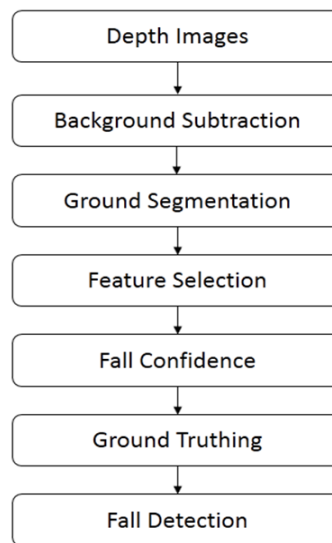 Depth Images
Background Subtraction
Ground Segmentation
Feature Selection
Fall Confidence
Ground Truthing
Fall Detection